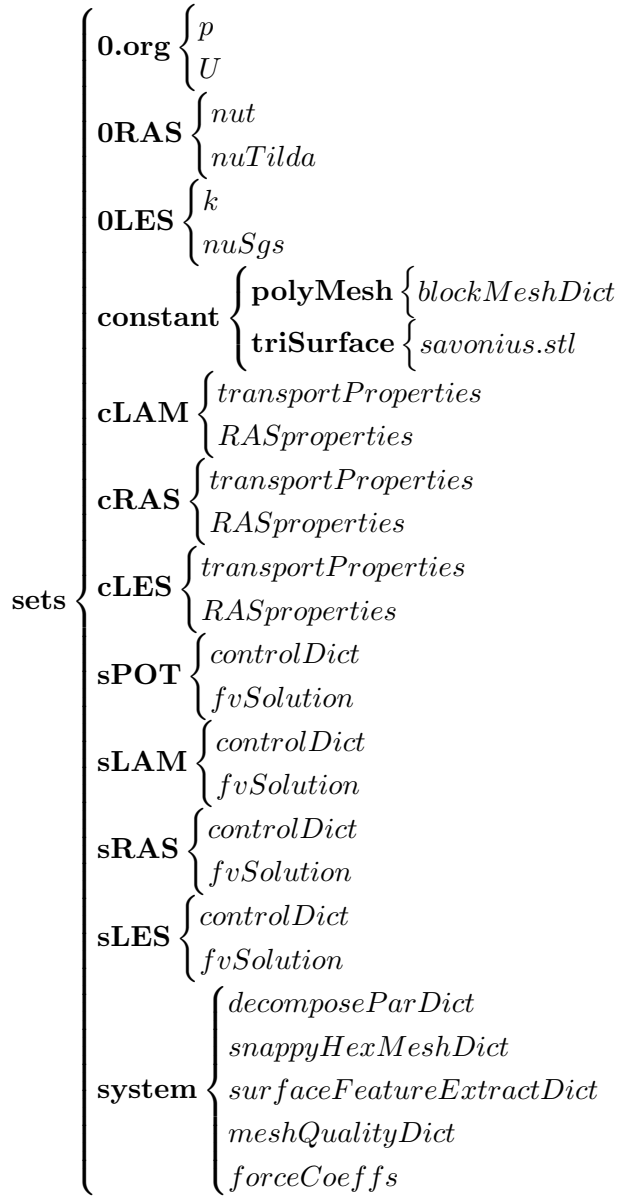 0.org
p
U
0RAS
nut
nuTilda
0LES
k
nuSgs
constant
polyMesh blockMeshDict
triSurface savonius.stl
cLAM
transportProperties
RASproperties
cRAS
transportProperties
RASproperties
cLES
transportProperties
RASproperties
sets
sPOT
controlDict
fvSolution
sLAM
controlDict
fvSolution
sRAS
controlDict
fvSolution
sLES
controlDict
fvSolution
system
decomposeParDict
snappyHexMeshDict
surfaceFeatureExtractDict
meshQualityDict
forceCoeffs